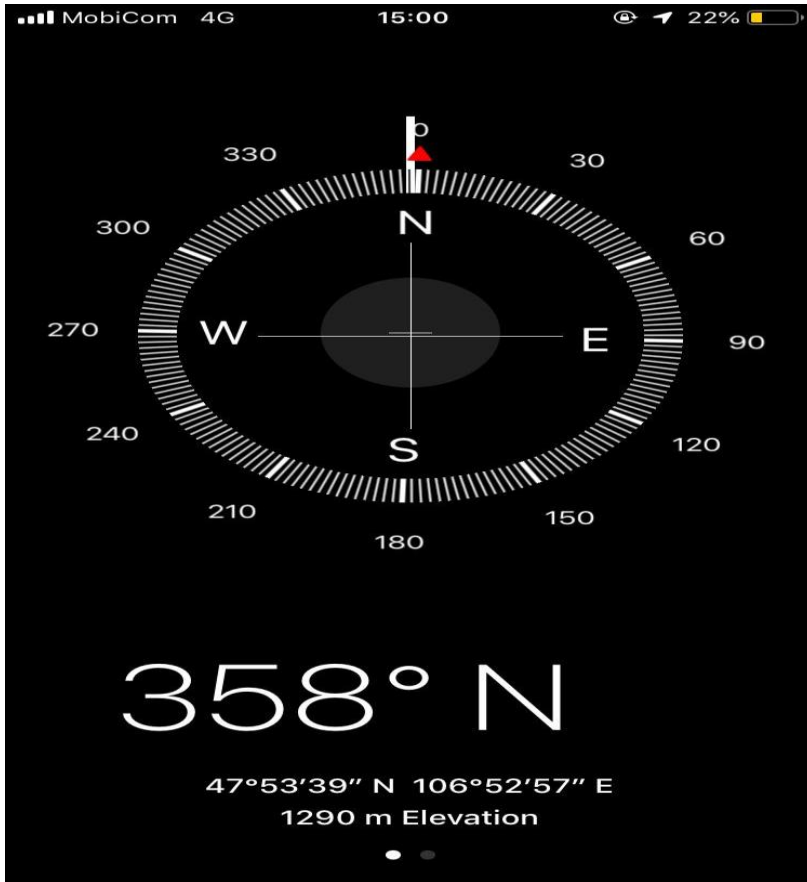 MobiCom 4G 15:00 22%
0
330 30
N
300 60
270 W E 90
240 120
S
210 150
180
358° N
47°53′39″ N 106°52′57″ E
1290 m Elevation